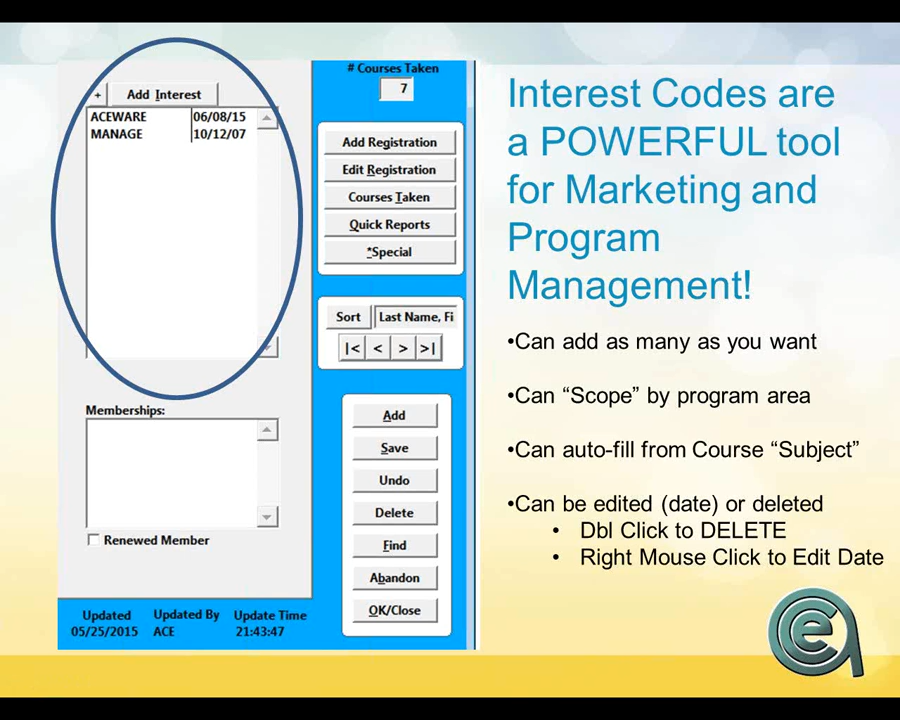 + Add Interest
ACEWARE 06/08/15
MANAGE 10/12/07
Memberships:
Renewed Member
# Courses Taken
7
Add Registration
Edit Registration
Courses Taken
Quick Reports
*Special
Sort Last Name, Fi
|< < > >|
Add
Save
Undo
Delete
Find
Abandon
OK/Close
Updated Updated By Update Time
05/25/2015 ACE 21:43:47
Interest Codes are
a POWERFUL tool
for Marketing and
Program
Management!
•Can add as many as you want
•Can “Scope” by program area
•Can auto-fill from Course “Subject”
•Can be edited (date) or deleted
• Dbl Click to DELETE
• Right Mouse Click to Edit Date